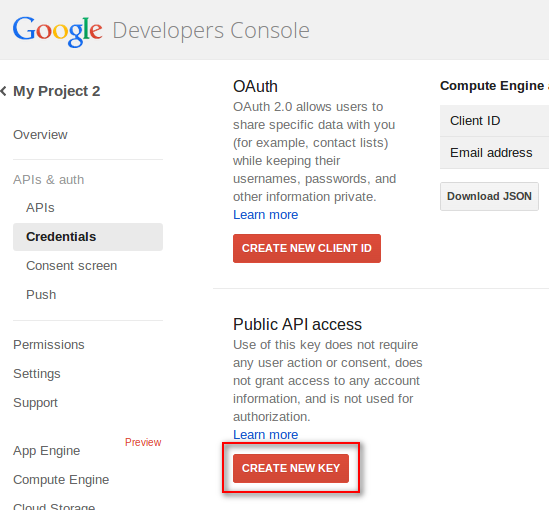 Google Developers Console
My Project 2
Overview
APIs & auth
APIs
Credentials
Consent screen
Push
Permissions
Settings
Support
App Engine
Preview
Compute Engine
Cloud Storage
OAuth
OAuth 2.0 allows users to
share specific data with you
(for example, contact lists)
while keeping their
usernames, passwords, and
other information private.
Learn more
CREATE NEW CLIENT ID
Public API access
Use of this key does not require
any user action or consent, does
not grant access to any account
information, and is not used for
authorization.
Learn more
CREATE NEW KEY
Compute Engine
Client ID
Email address
Download JSON